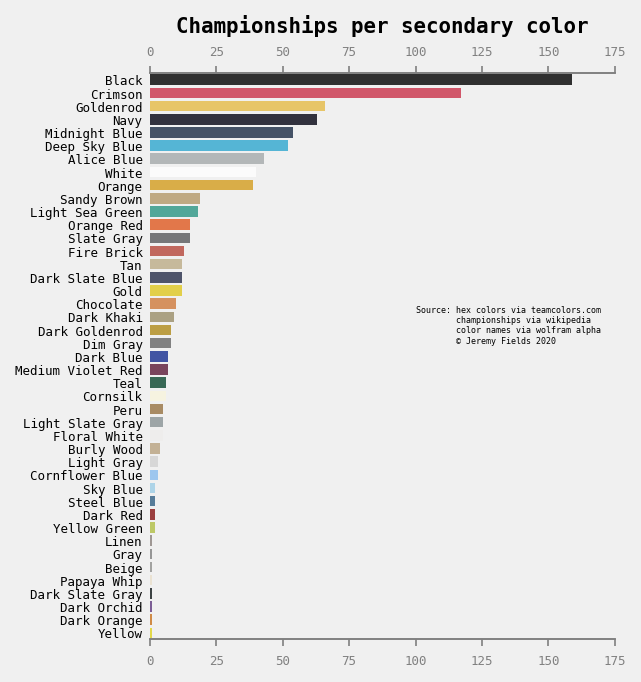 Championships per secondary color
0 25 50 75 100 125 150 175
Black
Crimson
Goldenrod
Navy
Midnight Blue
Deep Sky Blue
Alice Blue
White
Orange
Sandy Brown
Light Sea Green
Orange Red
Slate Gray
Fire Brick
Tan
Dark Slate Blue
Gold
Chocolate
Dark Khaki
Dark Goldenrod
Dim Gray
Dark Blue
Medium Violet Red
Teal
Cornsilk
Peru
Light Slate Gray
Floral White
Burly Wood
Light Gray
Cornflower Blue
Sky Blue
Steel Blue
Dark Red
Yellow Green
Linen
Gray
Beige
Papaya Whip
Dark Slate Gray
Dark Orchid
Dark Orange
Yellow
Source: hex colors via teamcolors.com
championships via wikipedia
color names via wolfram alpha
© Jeremy Fields 2020
0 25 50 75 100 125 150 175